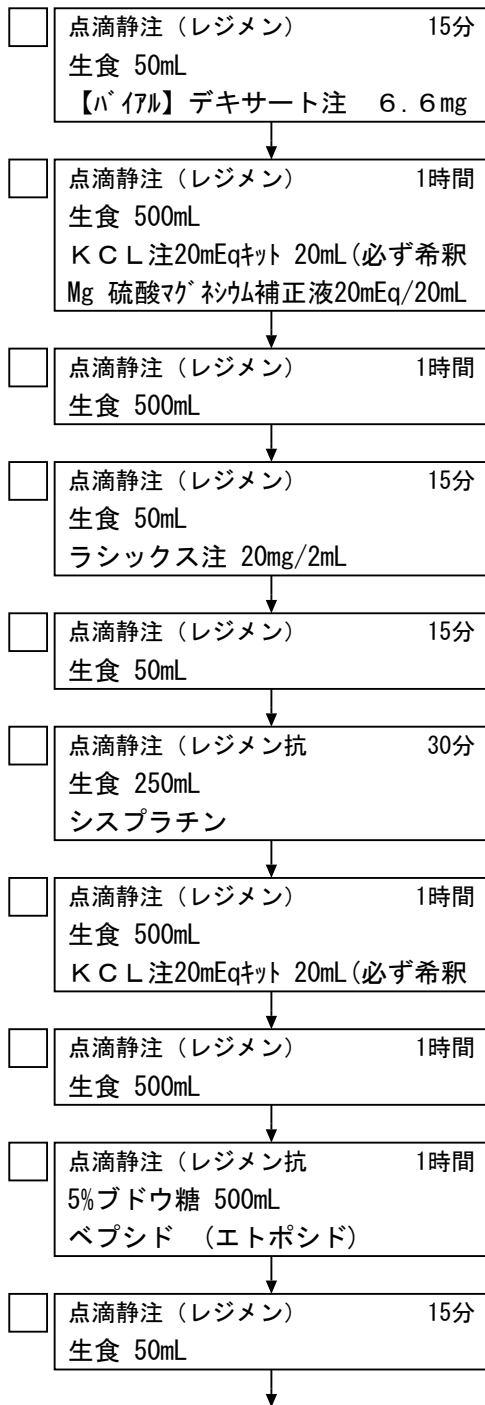 点滴静注（レジメン） 15分
生食 50mL
【ﾊﾞｲｱﾙ】デキサート注　６.６mg
点滴静注（レジメン） 1時間
生食 500mL
ＫＣＬ注20mEqｷｯﾄ 20mL(必ず希釈
Mg 硫酸ﾏｸﾞﾈｼｳﾑ補正液20mEq/20mL
点滴静注（レジメン） 1時間
生食 500mL
点滴静注（レジメン） 15分
生食 50mL
ラシックス注 20mg/2mL
点滴静注（レジメン） 15分
生食 50mL
点滴静注（レジメン抗 30分
生食 250mL
シスプラチン
点滴静注（レジメン） 1時間
生食 500mL
ＫＣＬ注20mEqｷｯﾄ 20mL(必ず希釈
点滴静注（レジメン） 1時間
生食 500mL
点滴静注（レジメン抗 1時間
5%ブドウ糖 500mL
ベプシド　（エトポシド）
点滴静注（レジメン） 15分
生食 50mL